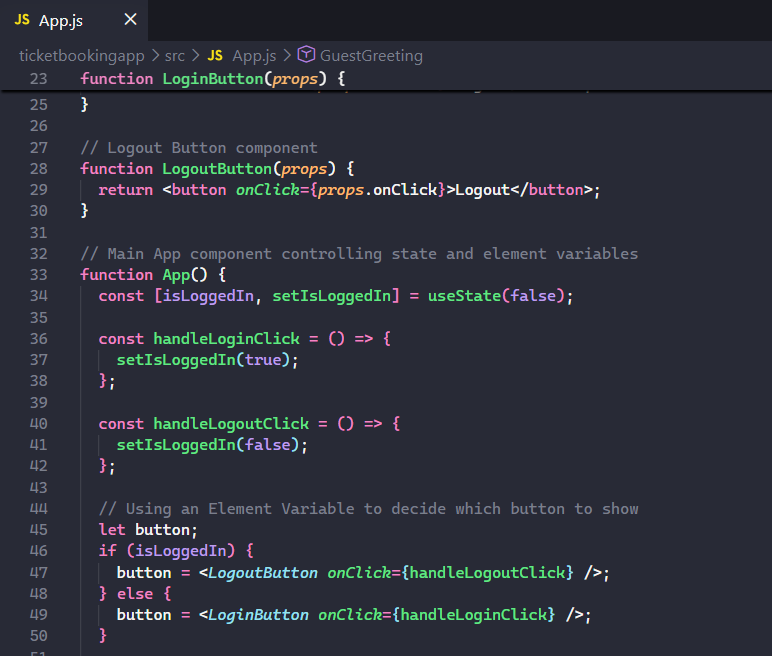 JS App.js ×
ticketbookingapp > src > JS App.js > GuestGreeting
23 function LoginButton(props) {
25 }
26
27 // Logout Button component
28 function LogoutButton(props) {
29 return <button onClick={props.onClick}>Logout</button>;
30 }
31
32 // Main App component controlling state and element variables
33 function App() {
34 const [isLoggedIn, setIsLoggedIn] = useState(false);
35
36 const handleLoginClick = () => {
37 setIsLoggedIn(true);
38 };
39
40 const handleLogoutClick = () => {
41 setIsLoggedIn(false);
42 };
43
44 // Using an Element Variable to decide which button to show
45 let button;
46 if (isLoggedIn) {
47 button = <LogoutButton onClick={handleLogoutClick} />;
48 } else {
49 button = <LoginButton onClick={handleLoginClick} />;
50 }